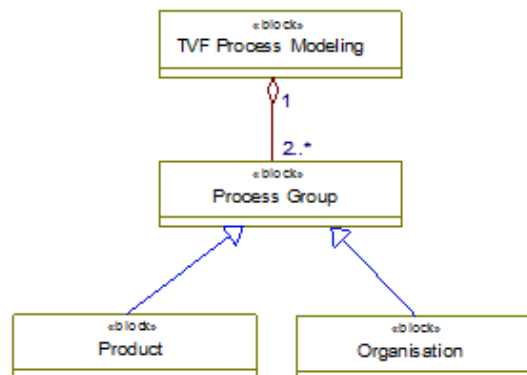 «block»
TVF Process Modeling
1
2..*
«block»
Process Group
«block»
Product
«block»
Organisation